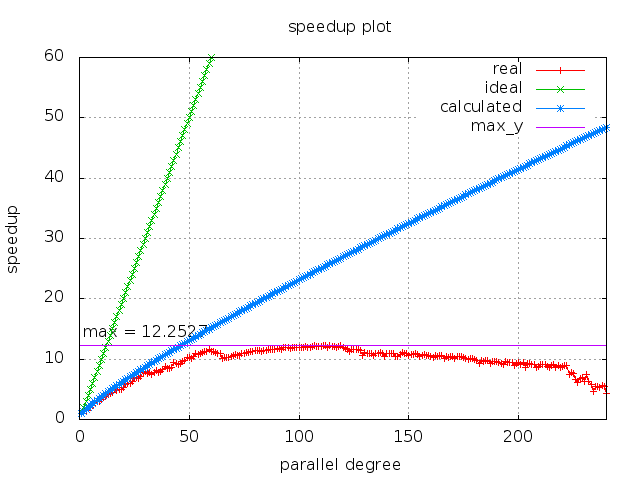 speedup plot
60
50
40
30
20
10
0
speedup
real
ideal
calculated
max_y
max = 12.2527
0
50
100
150
200
parallel degree